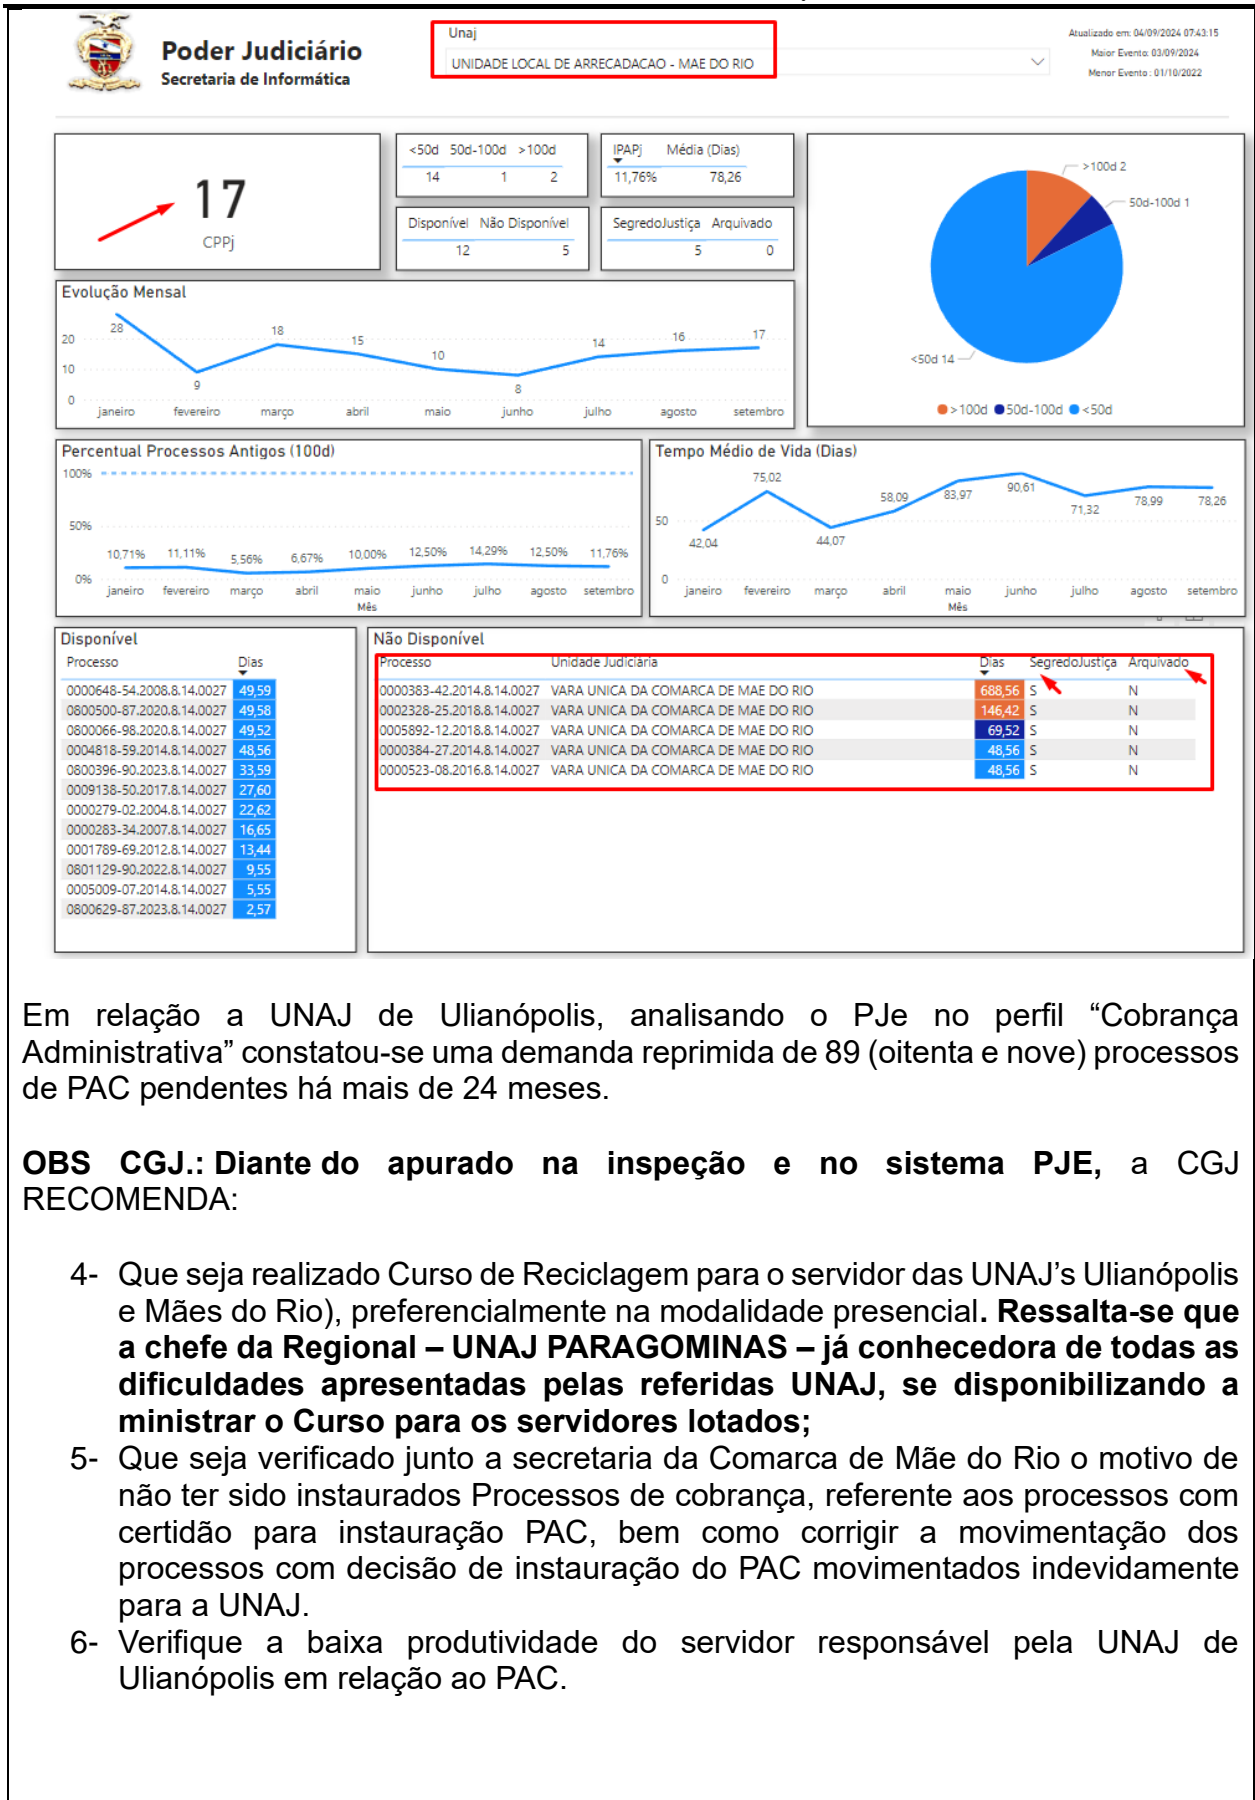 Poder Judiciário
Secretaria de Informática
Unaj
UNIDADE LOCAL DE ARRECADACAO - MAE DO RIO
Atualizado em: 04/09/2024 07:43:15
Maior Evento: 03/09/2024
Menor Evento : 01/10/2022
17
CPPj
<50d 50d-100d >100d
14 1 2
IPAPj Média (Dias)
11,76% 78,26
Disponível Não Disponível
12 5
SegredoJustiça Arquivado
5 0
>100d 2
50d-100d 1
<50d 14
>100d 50d-100d <50d
Evolução Mensal
20
10
0
28 9 18 15 10 8 14 16 17
janeiro fevereiro março abril maio junho julho agosto setembro
Percentual Processos Antigos (100d)
100%
50%
0%
10,71% 11,11% 5,56% 6,67% 10,00% 12,50% 14,29% 12,50% 11,76%
janeiro fevereiro março abril maio junho julho agosto setembro
Mês
Tempo Médio de Vida (Dias)
50
0
42,04 75,02 44,07 58,09 83,97 90,61 71,32 78,99 78,26
janeiro fevereiro março abril maio junho julho agosto setembro
Mês
Disponível
Processo Dias
0000648-54.2008.8.14.0027 49,59
0800500-87.2020.8.14.0027 49,58
0800066-98.2020.8.14.0027 49,52
0004818-59.2014.8.14.0027 48,56
0800396-90.2023.8.14.0027 33,59
0009138-50.2017.8.14.0027 27,60
0000279-02.2004.8.14.0027 22,62
0000283-34.2007.8.14.0027 16,65
0001789-69.2012.8.14.0027 13,44
0801129-90.2022.8.14.0027 9,55
0005009-07.2014.8.14.0027 5,55
0800629-87.2023.8.14.0027 2,57
Não Disponível
Processo Unidade Judiciária Dias SegredoJustiça Arquivado
0000383-42.2014.8.14.0027 VARA UNICA DA COMARCA DE MAE DO RIO 688,56 S N
0002328-25.2018.8.14.0027 VARA UNICA DA COMARCA DE MAE DO RIO 146,42 S N
0005892-12.2018.8.14.0027 VARA UNICA DA COMARCA DE MAE DO RIO 69,52 S N
0000384-27.2014.8.14.0027 VARA UNICA DA COMARCA DE MAE DO RIO 48,56 S N
0000523-08.2016.8.14.0027 VARA UNICA DA COMARCA DE MAE DO RIO 48,56 S N
Em relação a UNAJ de Ulianópolis, analisando o PJe no perfil “Cobrança
Administrativa” constatou-se uma demanda reprimida de 89 (oitenta e nove) processos
de PAC pendentes há mais de 24 meses.
OBS CGJ.: Diante do apurado na inspeção e no sistema PJE, a CGJ
RECOMENDA:
4- Que seja realizado Curso de Reciclagem para o servidor das UNAJ’s Ulianópolis
e Mães do Rio), preferencialmente na modalidade presencial. Ressalta-se que
a chefe da Regional – UNAJ PARAGOMINAS – já conhecedora de todas as
dificuldades apresentadas pelas referidas UNAJ, se disponibilizando a
ministrar o Curso para os servidores lotados;
5- Que seja verificado junto a secretaria da Comarca de Mãe do Rio o motivo de
não ter sido instaurados Processos de cobrança, referente aos processos com
certidão para instauração PAC, bem como corrigir a movimentação dos
processos com decisão de instauração do PAC movimentados indevidamente
para a UNAJ.
6- Verifique a baixa produtividade do servidor responsável pela UNAJ de
Ulianópolis em relação ao PAC.